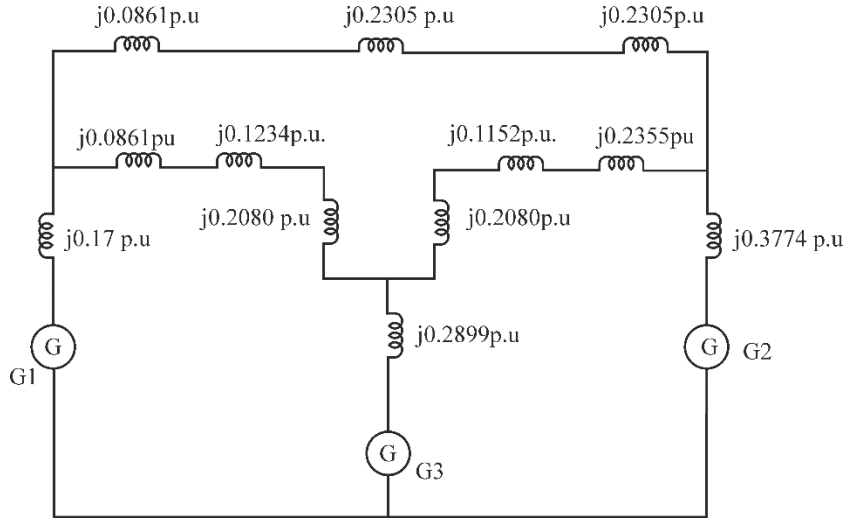 j0.0861p.u
j0.2305 p.u
j0.2305p.u
j0.0861pu
j0.1234p.u.
j0.1152p.u.
j0.2355pu
j0.17 p.u
j0.2080 p.u
j0.2080p.u
j0.3774 p.u
j0.2899p.u
G
G1
G
G2
G
G3